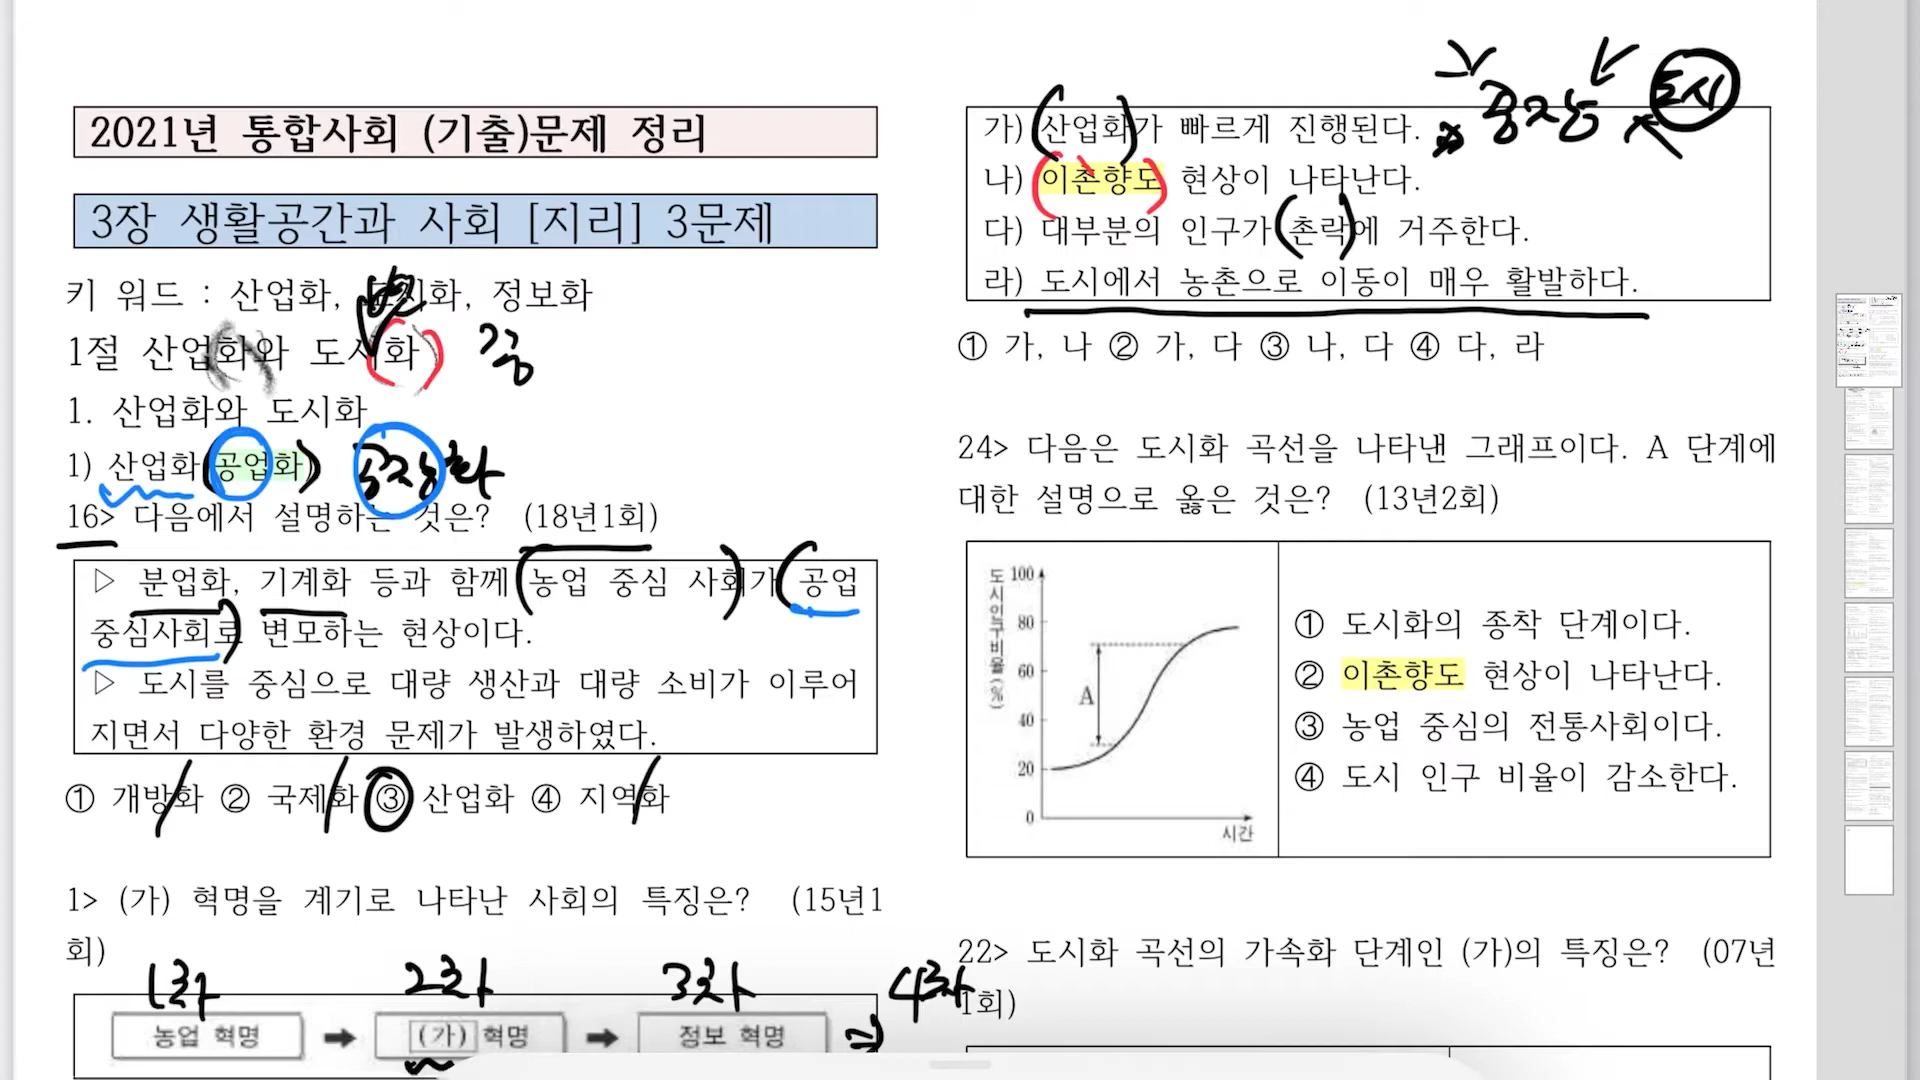 2021년 통합사회 (기출)문제 정리
3장 생활공간과 사회 [지리] 3문제
키 워드 : 산업화, 도시화, 정보화
1절 산업화와 도시화
공
1. 산업화와 도시화
1) 산업화(공업화)
16> 다음에서 설명하는 것은? (18년1회)
▷ 분업화, 기계화 등과 함께 농업 중심 사회가 공업
중심사회로 변모하는 현상이다.
▷ 도시를 중심으로 대량 생산과 대량 소비가 이루어
지면서 다양한 환경 문제가 발생하였다.
① 개방화 ② 국제화 ③ 산업화 ④ 지역화
1> (가) 혁명을 계기로 나타난 사회의 특징은? (15년1
회)
1차 2차 3차 4차
농업 혁명 ➡ (가) 혁명 ➡ 정보 혁명
도시
가) 산업화가 빠르게 진행된다.
나) 이촌향도 현상이 나타난다.
다) 대부분의 인구가 촌락에 거주한다.
라) 도시에서 농촌으로 이동이 매우 활발하다.
① 가, 나 ② 가, 다 ③ 나, 다 ④ 다, 라
24> 다음은 도시화 곡선을 나타낸 그래프이다. A 단계에
대한 설명으로 옳은 것은? (13년2회)
도시인구비율(%)
100
80
60
40
20
0
A
시간
① 도시화의 종착 단계이다.
② 이촌향도 현상이 나타난다.
③ 농업 중심의 전통사회이다.
④ 도시 인구 비율이 감소한다.
22> 도시화 곡선의 가속화 단계인 (가)의 특징은? (07년
1회)